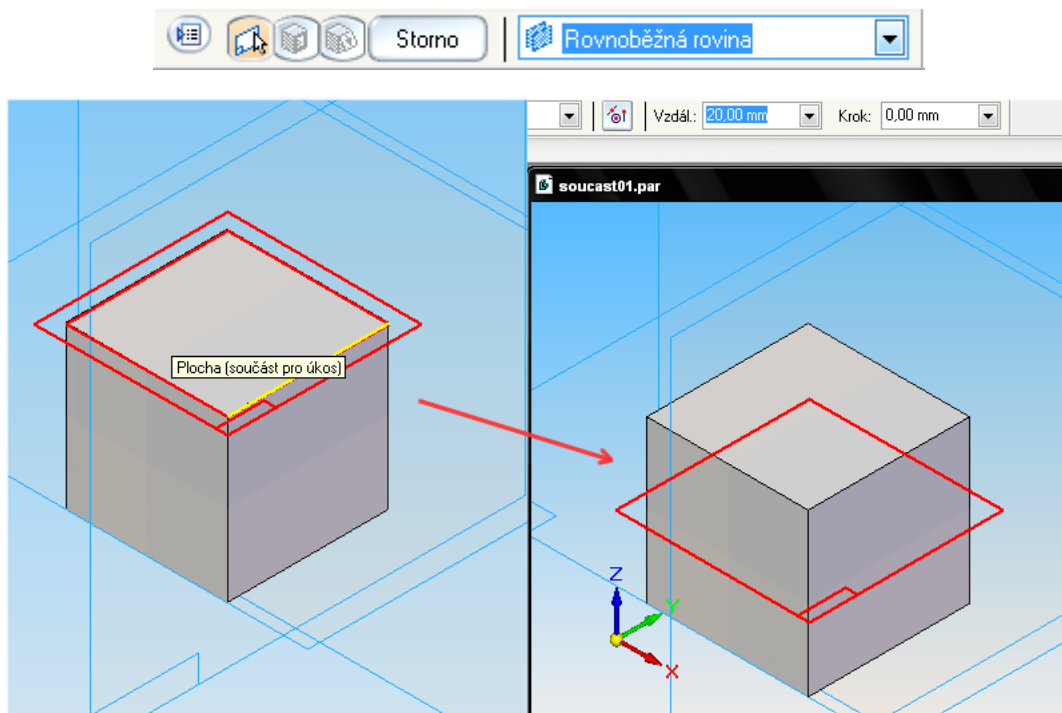 Storno Rovnoběžná rovina
Vzdál.: 20,00 mm Krok: 0,00 mm
soucast01.par
Plocha (součást pro úkos)
Z
Y
X